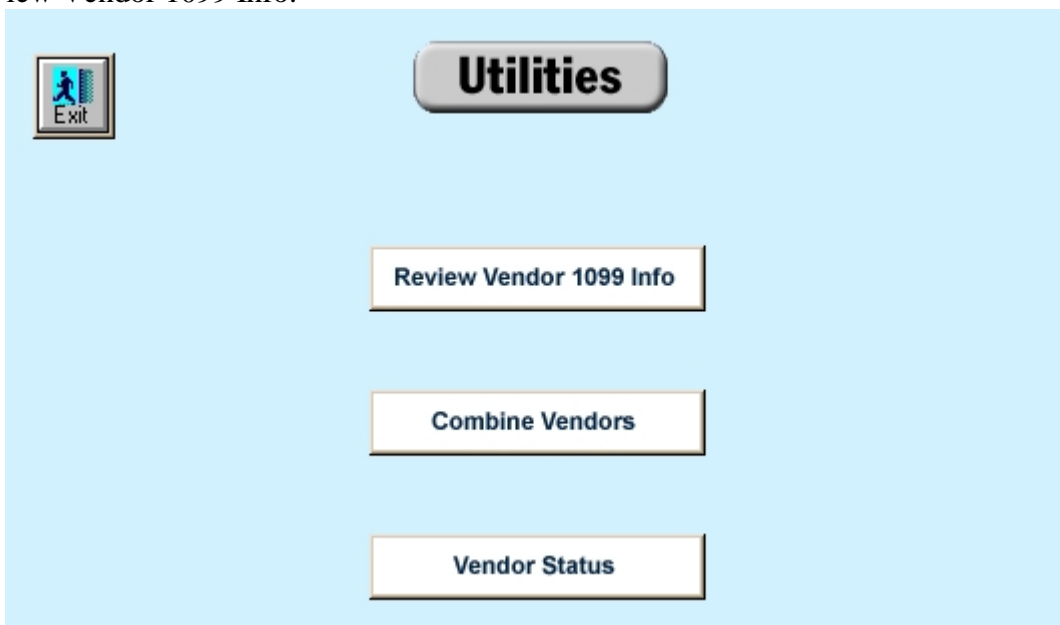 Utilities
Exit
Review Vendor 1099 Info
Combine Vendors
Vendor Status